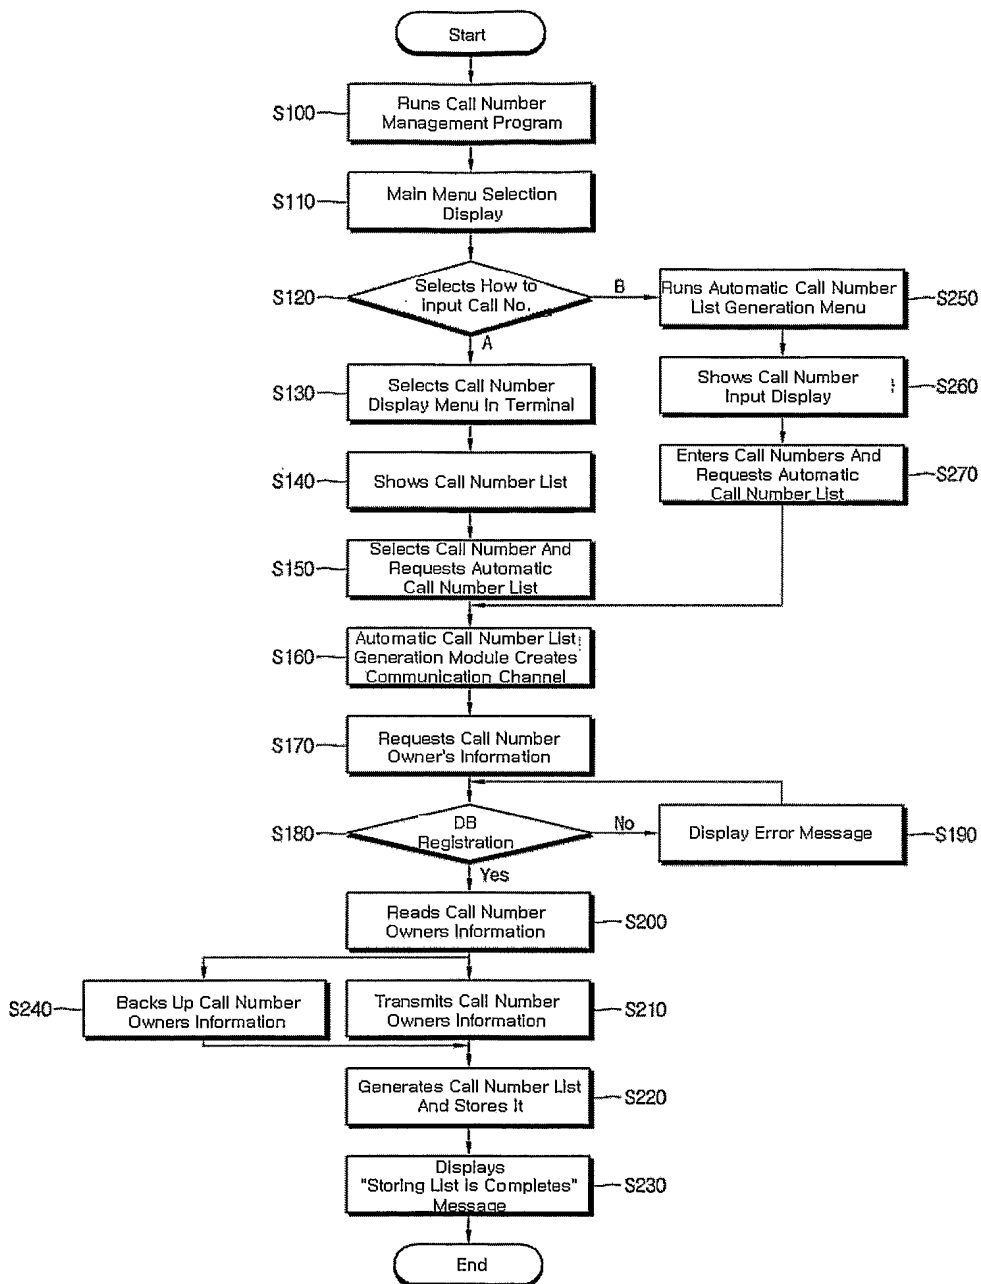 Start
S100
Runs Call Number
Management Program
S110
Main Menu Selection
Display
S120
Selects How to
Input Call No.
B
A
Runs Automatic Call Number
List Generation Menu
S250
S130
Selects Call Number
Display Menu In Terminal
Shows Call Number
Input Display
S260
S140
Shows Call Number List
Enters Call Numbers And
Requests Automatic
Call Number List
S270
S150
Selects Call Number And
Requests Automatic
Call Number List
S160
Automatic Call Number List
Generation Module Creates
Communication Channel
S170
Requests Call Number
Owner's Information
S180
DB
Registration
No
Yes
Display Error Message
S190
Reads Call Number
Owners Information
S200
S240
Backs Up Call Number
Owners Information
Transmits Call Number
Owners Information
S210
Generates Call Number List
And Stores It
S220
Displays
"Storing List is Completes"
Message
S230
End